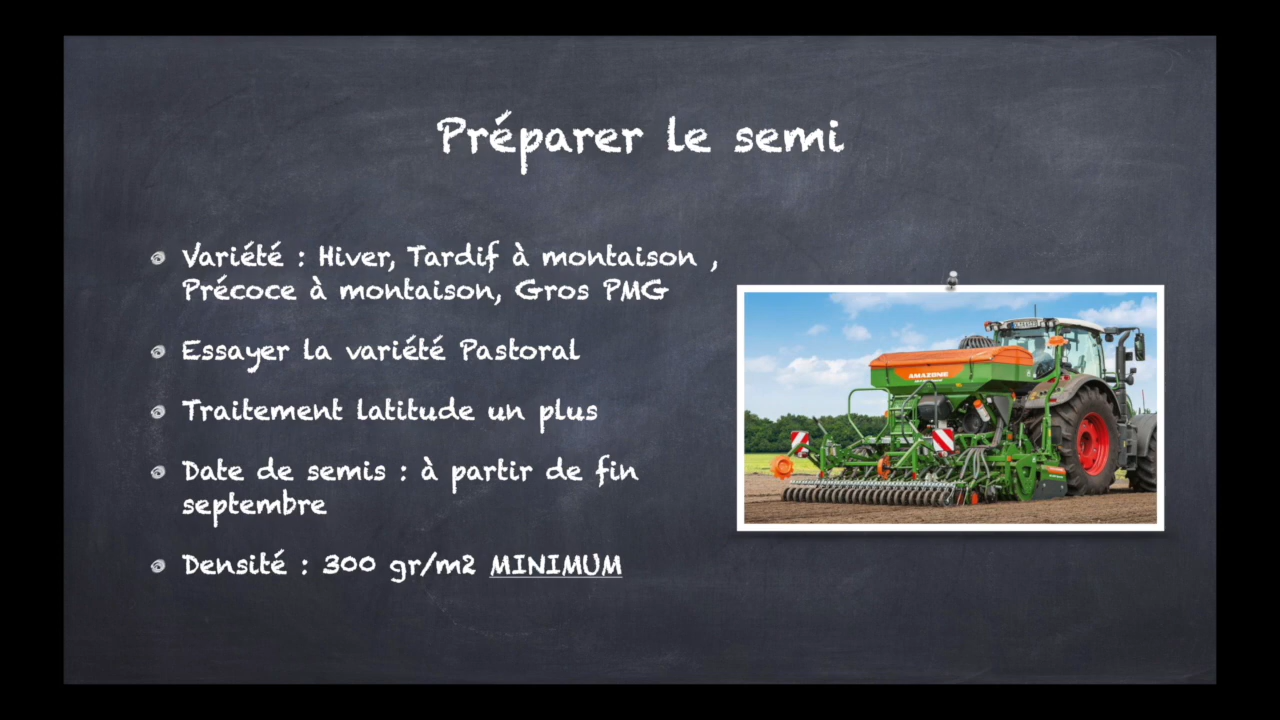 Préparer le semi
Variété : Hiver, Tardif à montaison ,
Précoce à montaison, Gros PMG
Essayer la variété Pastoral
Traitement latitude un plus
Date de semis : à partir de fin
septembre
Densité : 300 gr/m2 MINIMUM
AMAZONE